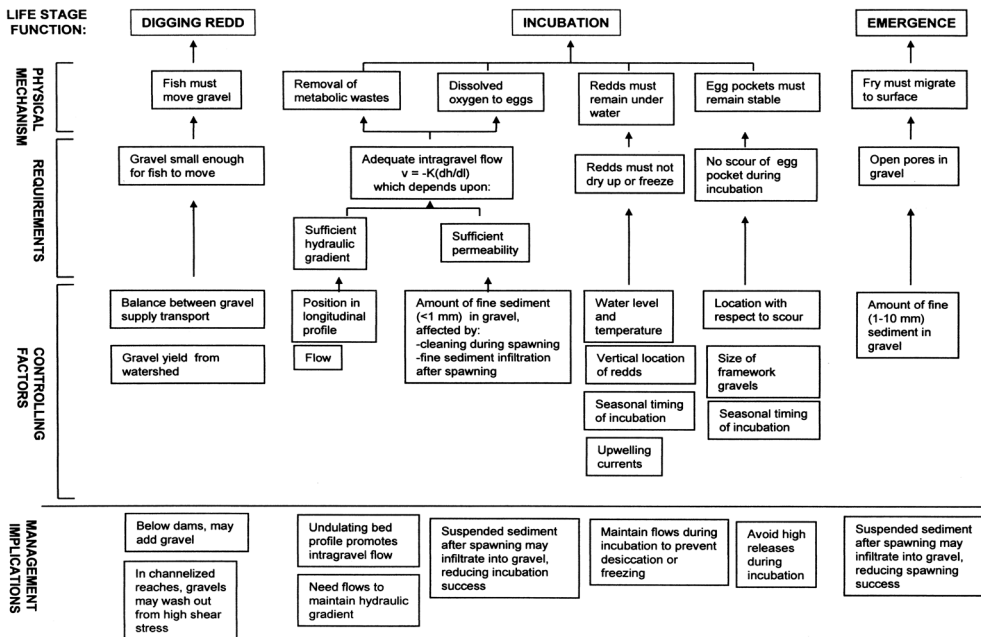 LIFE STAGE
FUNCTION:
DIGGING REDD
INCUBATION
EMERGENCE
PHYSICAL
MECHANISM
Fish must
move gravel
Removal of
metabolic wastes
Dissolved
oxygen to eggs
Redds must
remain under
water
Egg pockets must
remain stable
Fry must migrate
to surface
REQUIREMENTS
Gravel small enough
for fish to move
Adequate intragravel flow
v = -K(dh/dl)
which depends upon:
Redds must not
dry up or freeze
No scour of egg
pocket during
incubation
Open pores in
gravel
Sufficient
hydraulic
gradient
Sufficient
permeability
CONTROLLING
FACTORS
Balance between gravel
supply transport
Gravel yield from
watershed
Position in
longitudinal
profile
Flow
Amount of fine sediment
(<1 mm) in gravel,
affected by:
-cleaning during spawning
-fine sediment infiltration
after spawning
Water level
and
temperature
Vertical location
of redds
Seasonal timing
of incubation
Upwelling
currents
Location with
respect to scour
Size of
framework
gravels
Seasonal timing
of incubation
Amount of fine
(1-10 mm)
sediment in
gravel
MANAGEMENT
IMPLICATIONS
Below dams, may
add gravel
In channelized
reaches, gravels
may wash out
from high shear
stress
Undulating bed
profile promotes
intragravel flow
Need flows to
maintain hydraulic
gradient
Suspended sediment
after spawning may
infiltrate into gravel,
reducing incubation
success
Maintain flows during
incubation to prevent
desiccation or
freezing
Avoid high
releases
during
incubation
Suspended sediment
after spawning may
infiltrate into gravel,
reducing spawning
success